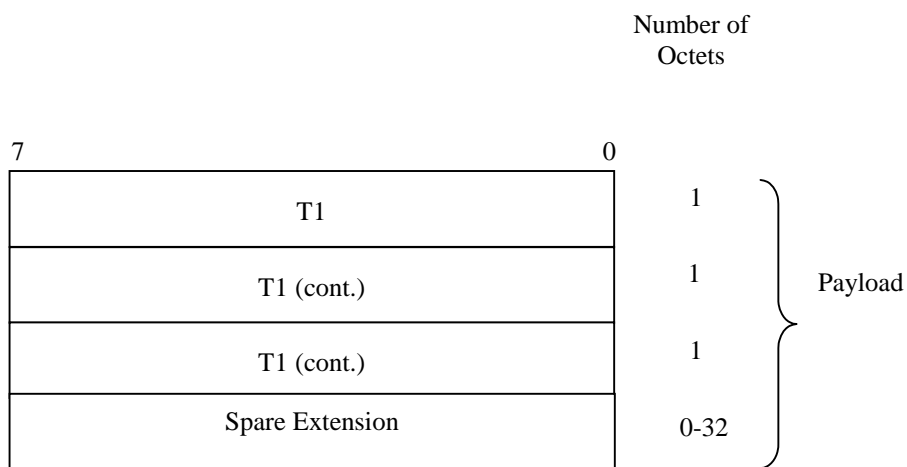 Number of
Octets
7 0
T1 1
T1 (cont.) 1
Payload
T1 (cont.) 1
Spare Extension 0-32